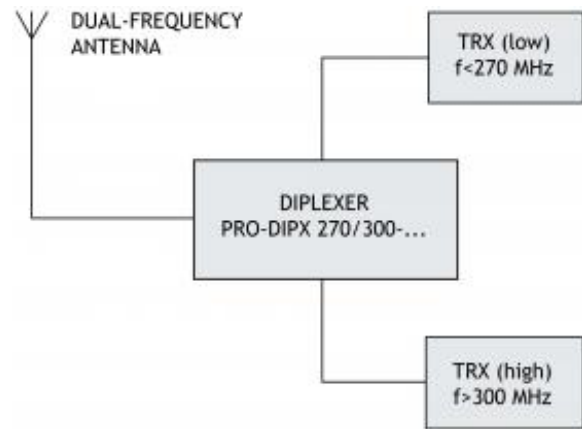 DUAL-FREQUENCY
ANTENNA
TRX (low)
f<270 MHz
DIPLEXER
PRO-DIPX 270/300-...
TRX (high)
f>300 MHz